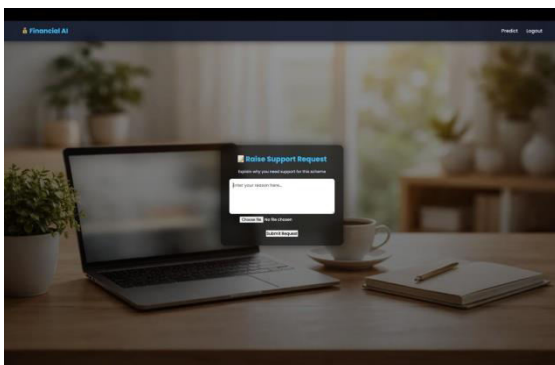 Financial AI
Predict Logout
Raise Support Request
Explain why you need support for this scheme
Enter your reason here...
Choose File No file chosen
Submit Request